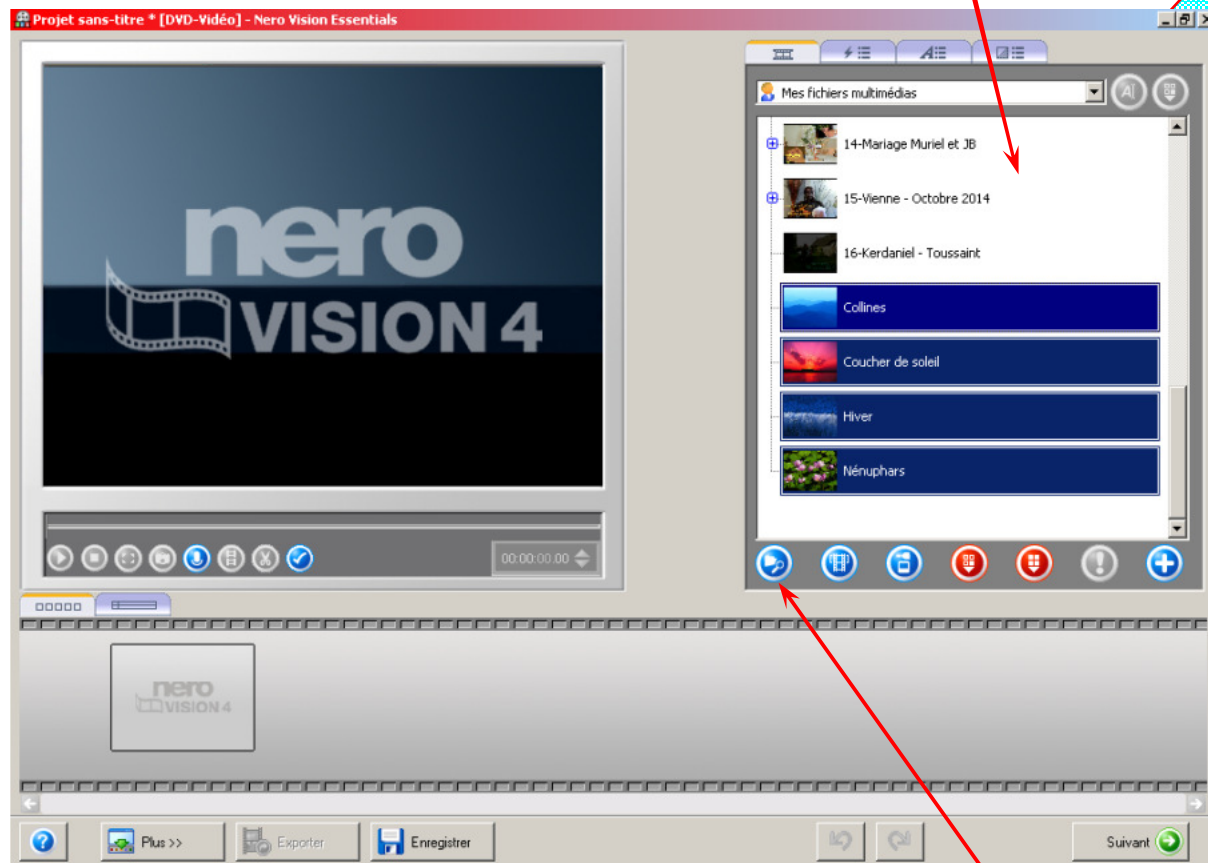 Projet sans-titre * [DVD-Vidéo] - Nero Vision Essentials
nero
VISION 4
00:00:00.00
Mes fichiers multimédias
14-Mariage Muriel et JB
15-Vienne - Octobre 2014
16-Kerdaniel - Toussaint
Collines
Coucher de soleil
Hiver
Nénuphars
nero
VISION 4
Plus >>
Exporter
Enregistrer
Suivant